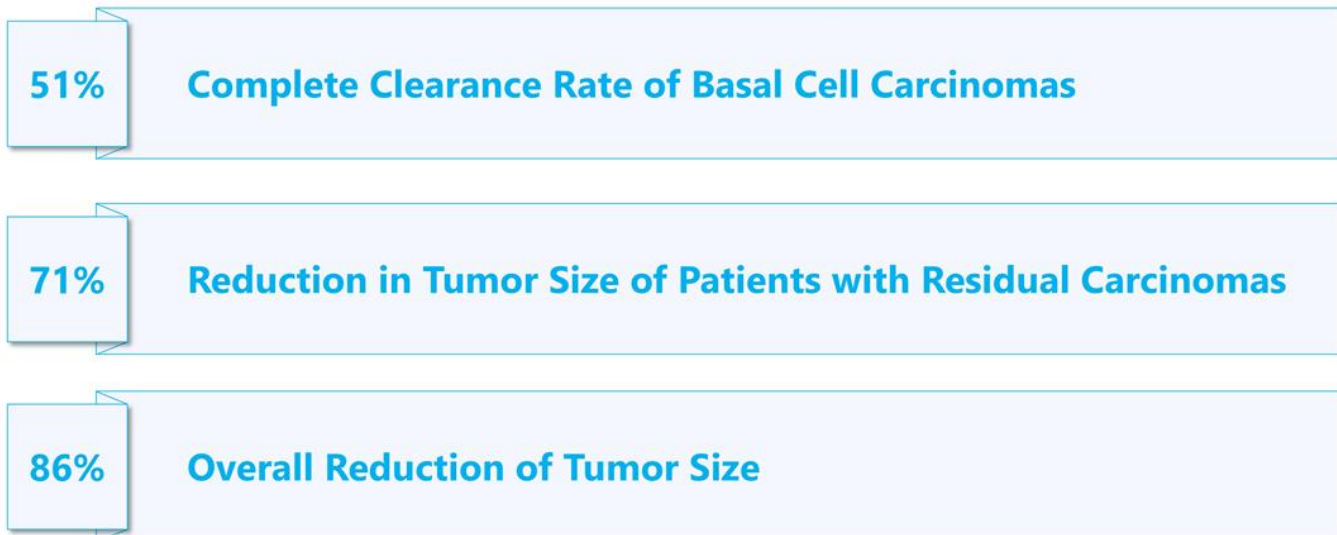 51% Complete Clearance Rate of Basal Cell Carcinomas
71% Reduction in Tumor Size of Patients with Residual Carcinomas
86% Overall Reduction of Tumor Size